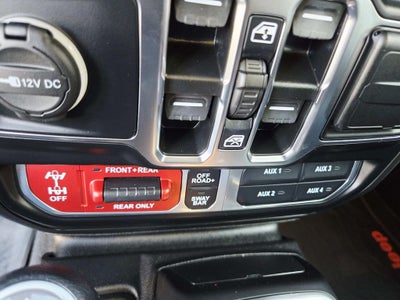 12V DC
FRONT+REAR
OFF
REAR ONLY
OFF
ROAD+
SWAY
BAR
AUX 1
AUX 3
AUX 2
AUX 4
Jeep